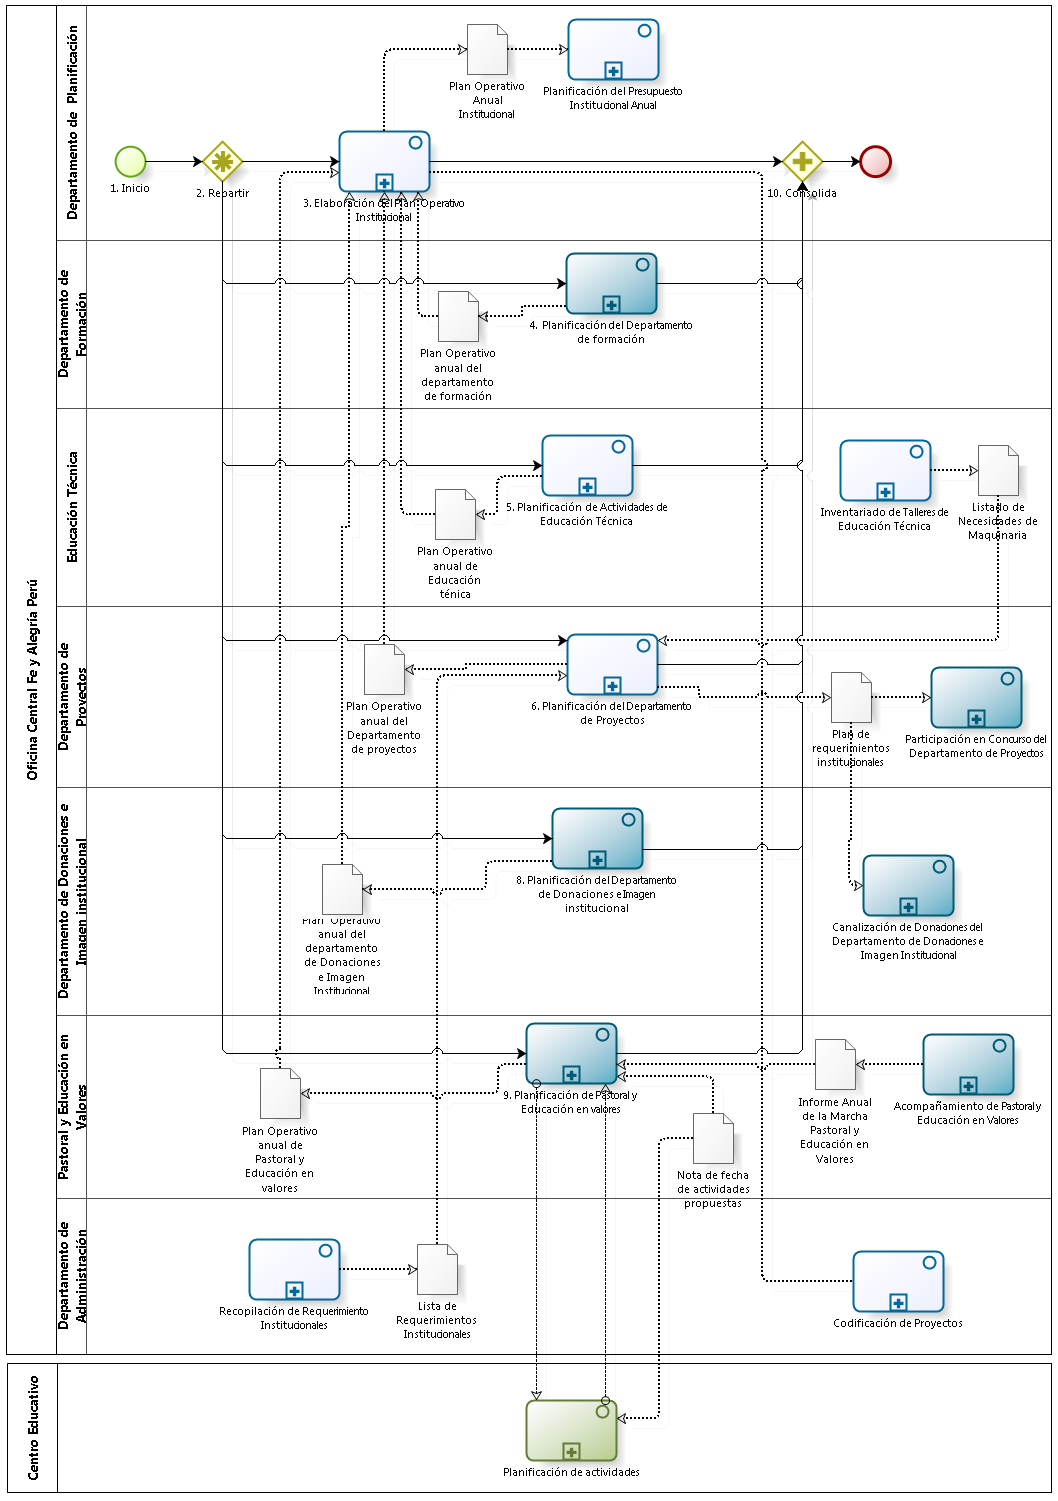 Oficina Central Fe y Alegría Perú
Departamento de Planificación
Plan Operativo
Anual
Institucional
Planificación del Presupuesto
Institucional Anual
1. Inicio
2. Repartir
3. Elaboración del Plan Operativo
Institucional
10. Consolida
Departamento de
Formación
4. Planificación del Departamento
de formación
Plan Operativo
anual del
departamento
de formación
Educación Técnica
5. Planificación de Actividades de
Educación Técnica
Plan Operativo
anual de
Educación
ténica
Inventariado de Talleres de
Educación Técnica
Listado de
Necesidades de
Maquinaria
Departamento de
Proyectos
Plan Operativo
anual del
Departamento
de proyectos
6. Planificación del Departamento
de Proyectos
Plan de
requerimientos
institucionales
Participación en Concurso del
Departamento de Proyectos
Departamento de Donaciones e
Imagen institucional
8. Planificación del Departamento
de Donaciones e Imagen
institucional
Plan Operativo
anual del
departamento
de Donaciones
e Imagen
Institucional
Canalización de Donaciones del
Departamento de Donaciones e
Imagen Institucional
Pastoral y Educación en
Valores
9. Planificación de Pastoral y
Educación en valores
Plan Operativo
anual de
Pastoral y
Educación en
valores
Informe Anual
de la Marcha
Pastoral y
Educación en
Valores
Acompañamiento de Pastoral y
Educación en Valores
Nota de fecha
de actividades
propuestas
Departamento de
Administración
Recopilación de Requerimiento
Institucionales
Lista de
Requerimientos
Institucionales
Codificación de Proyectos
Centro Educativo
Planificación de actividades